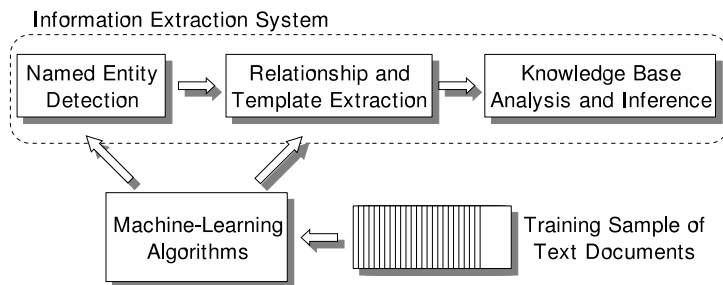 Information Extraction System
Named Entity
Detection
Relationship and
Template Extraction
Knowledge Base
Analysis and Inference
Machine-Learning
Algorithms
Training Sample of
Text Documents